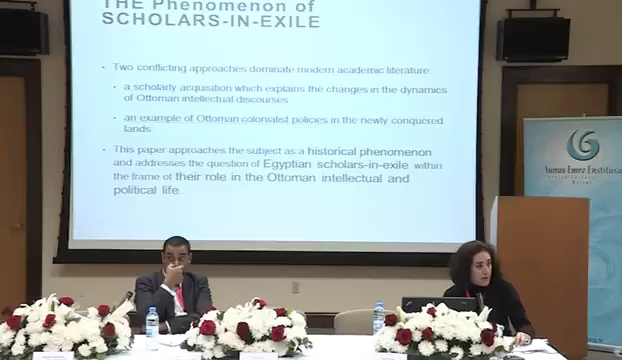 THE Phenomenon of
SCHOLARS-IN-EXILE
Two conflicting approaches dominate modern academic literature
a scholarly acquisition which explains the changes in the dynamics
of Ottoman intellectual discourses
an example of Ottoman colonialist policies in the newly conquered
lands
This paper approaches the subject as a historical phenomenon
and addresses the question of Egyptian scholars-in-exile within
the frame of their role in the Ottoman intellectual and
political life
Yunus Emre Enstitüsü